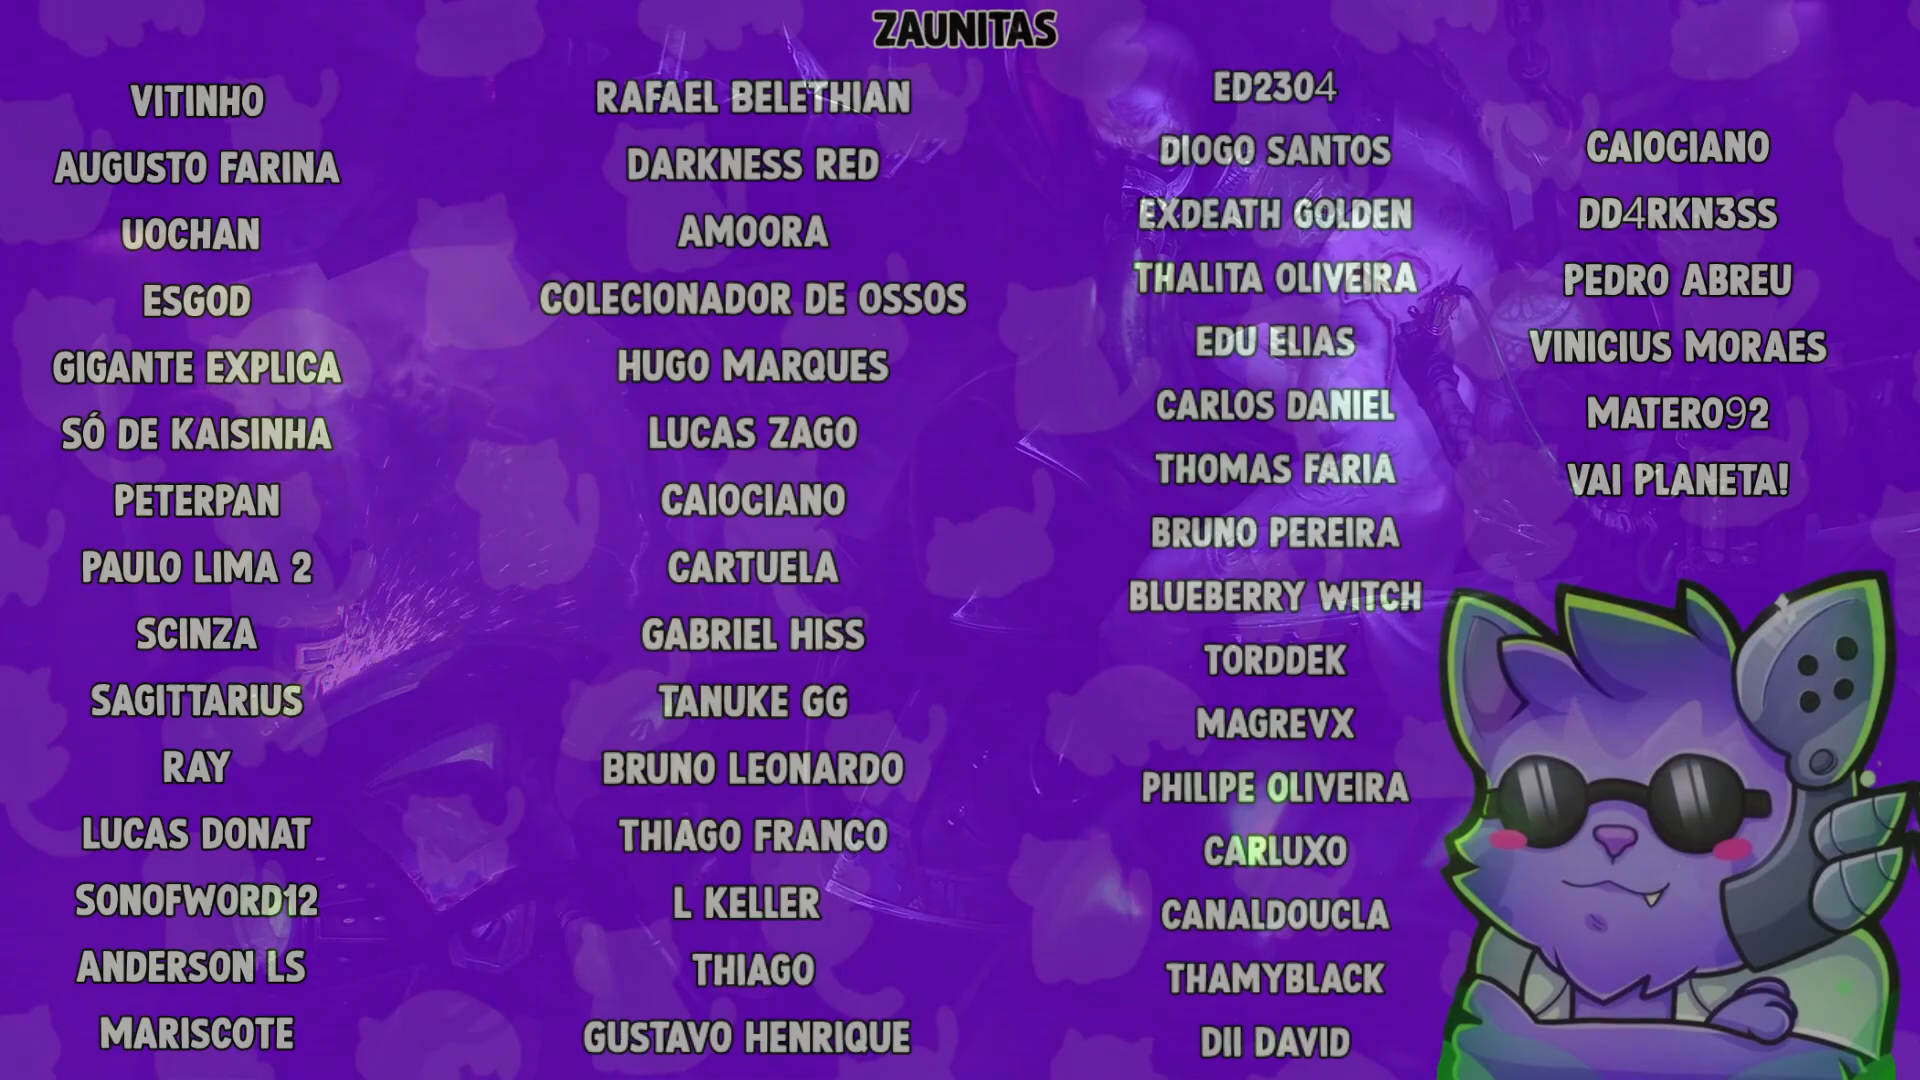 ZAUNITAS
VITINHO
AUGUSTO FARINA
UOCHAN
ESGOD
GIGANTE EXPLICA
SÓ DE KAISINHA
PETERPAN
PAULO LIMA 2
SCINZA
SAGITTARIUS
RAY
LUCAS DONAT
SONOFWORD12
ANDERSON LS
MARISCOTE
RAFAEL BELETHIAN
DARKNESS RED
AMOORA
COLECIONADOR DE OSSOS
HUGO MARQUES
LUCAS ZAGO
CAIOCIANO
CARTUELA
GABRIEL HISS
TANUKE GG
BRUNO LEONARDO
THIAGO FRANCO
L KELLER
THIAGO
GUSTAVO HENRIQUE
ED2304
DIOGO SANTOS
EXDEATH GOLDEN
THALITA OLIVEIRA
EDU ELIAS
CARLOS DANIEL
THOMAS FARIA
BRUNO PEREIRA
BLUEBERRY WITCH
TORDDEK
MAGREVX
PHILIPE OLIVEIRA
CARLUXO
CANALDOUCLA
THAMYBLACK
DII DAVID
CAIOCIANO
DD4RKN3SS
PEDRO ABREU
VINICIUS MORAES
MATERO92
VAI PLANETA!